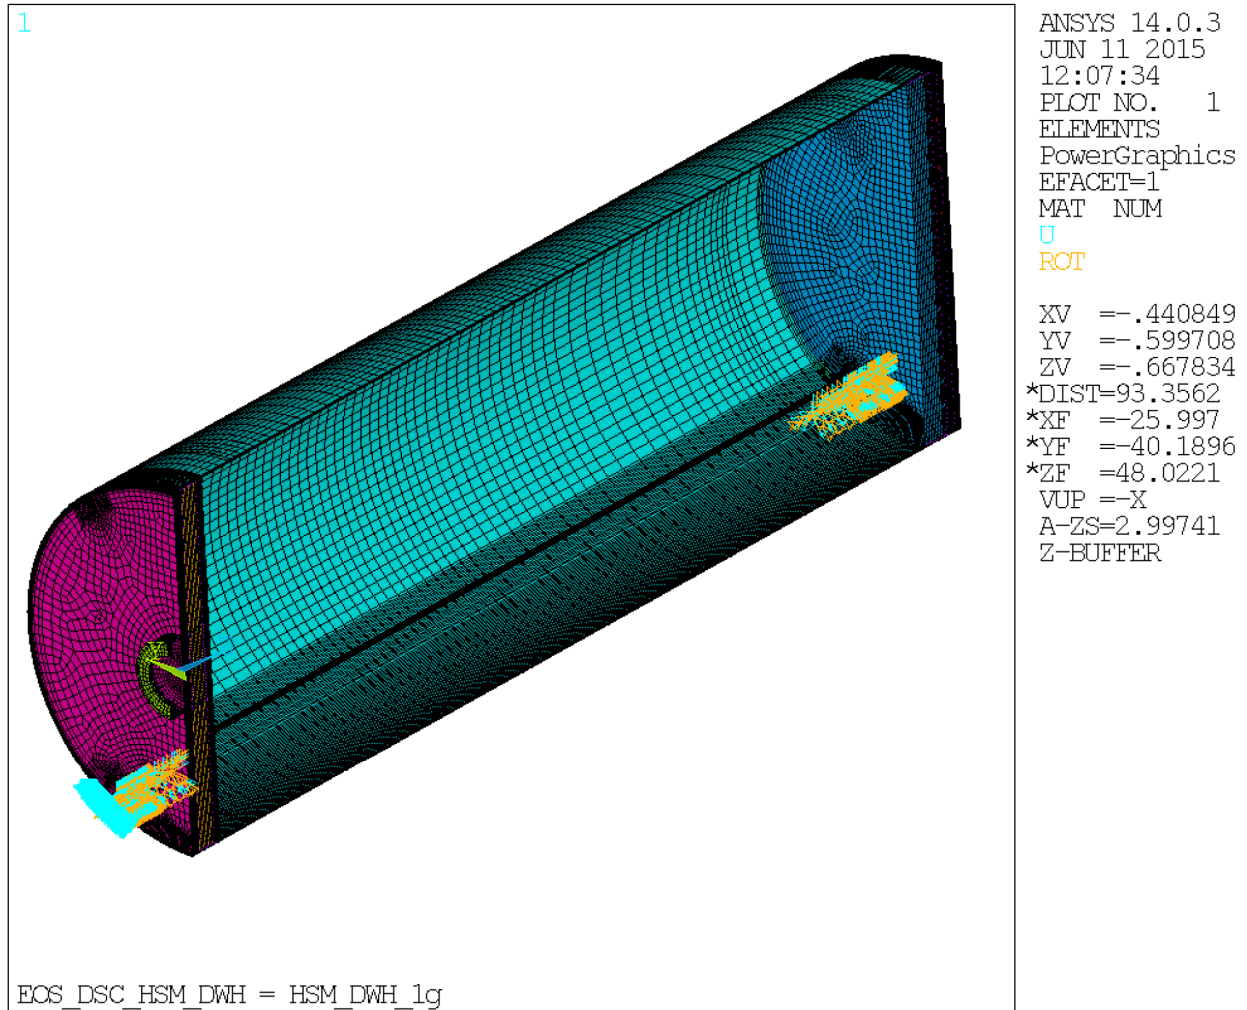 1
ANSYS 14.0.3
JUN 11 2015
12:07:34
PLOT NO.   1
ELEMENTS
PowerGraphics
EFACET=1
MAT  NUM
U
ROT
XV  =-.440849
YV  =-.599708
ZV  =-.667834
*DIST=93.3562
*XF  =-25.997
*YF  =-40.1896
*ZF  =48.0221
VUP =-X
A-ZS=2.99741
Z-BUFFER
EOS_DSC_HSM_DWH = HSM_DWH_1g